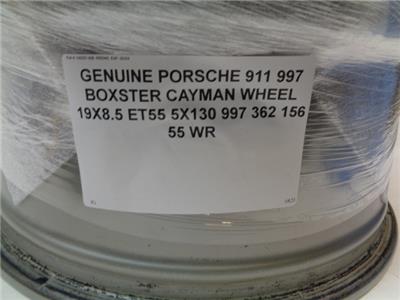 GENUINE PORSCHE 911 997
BOXSTER CAYMAN WHEEL
19X8.5 ET55 5X130 997 362 156
55 WR